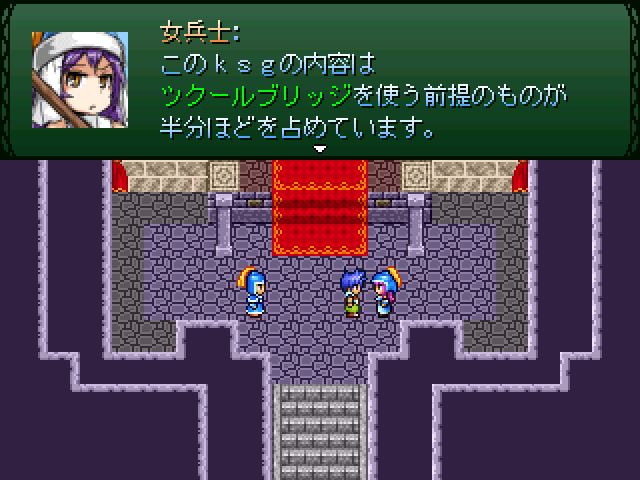 女兵士:
このｋｓｇの内容は
ツクールブリッジを使う前提のものが
半分ほどを占めています。